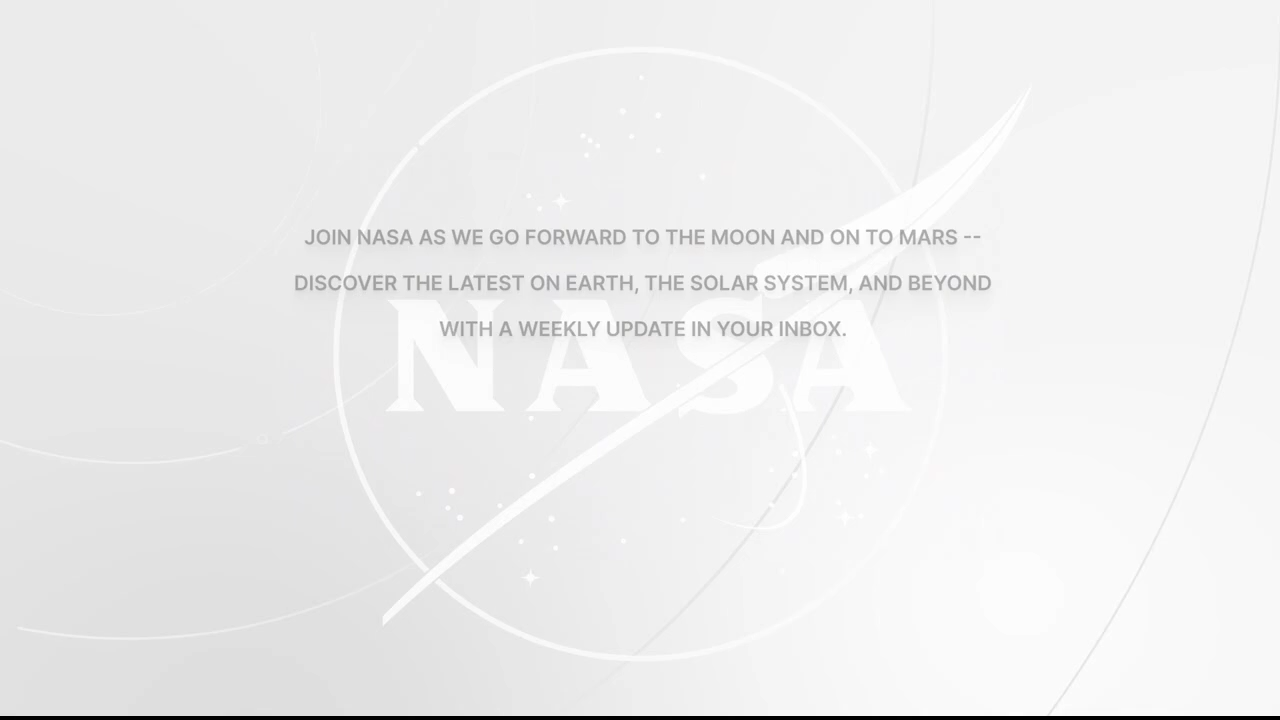 JOIN NASA AS WE GO FORWARD TO THE MOON AND ON TO MARS --
DISCOVER THE LATEST ON EARTH, THE SOLAR SYSTEM, AND BEYOND
WITH A WEEKLY UPDATE IN YOUR INBOX.
NASA